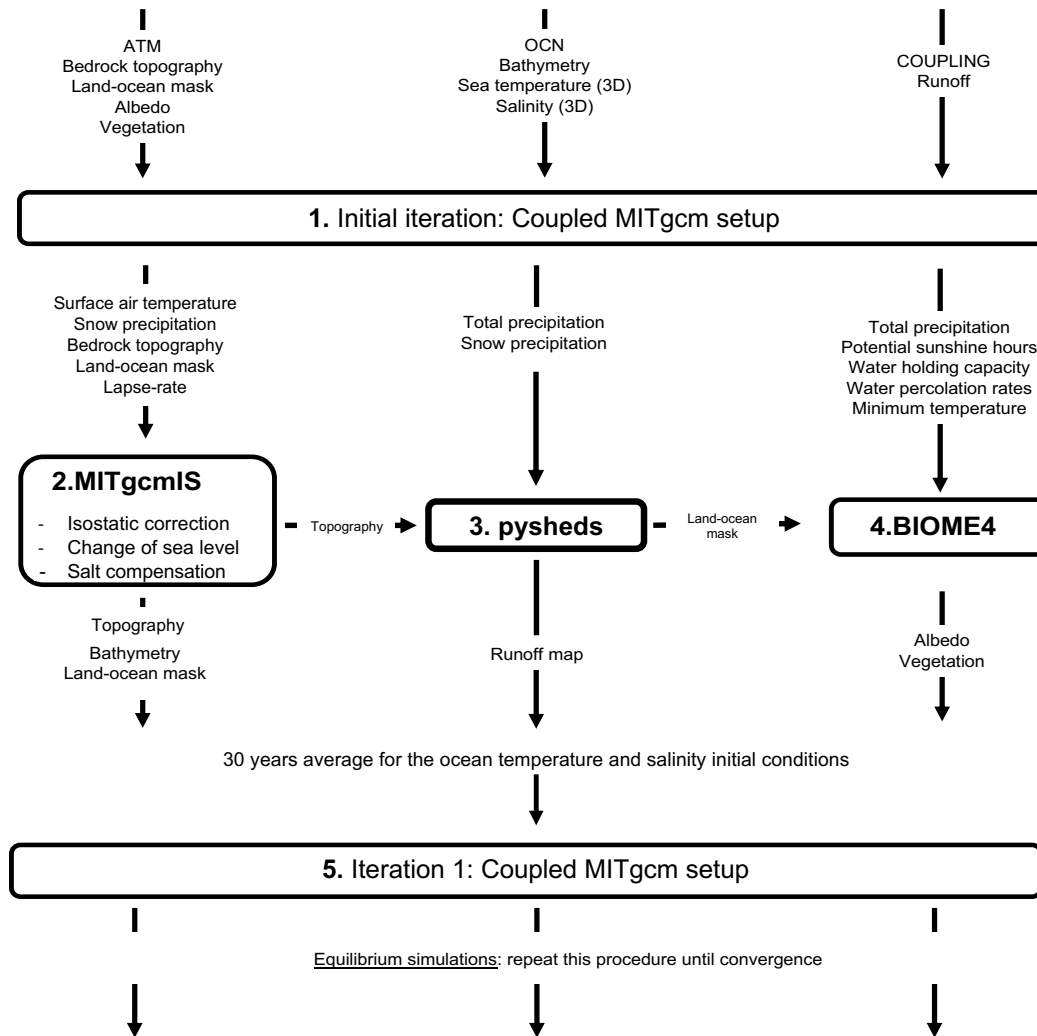 ATM
Bedrock topography
Land-ocean mask
Albedo
Vegetation
OCN
Bathymetry
Sea temperature (3D)
Salinity (3D)
COUPLING
Runoff
1. Initial iteration: Coupled MITgcm setup
Surface air temperature
Snow precipitation
Bedrock topography
Land-ocean mask
Lapse-rate
Total precipitation
Snow precipitation
Total precipitation
Potential sunshine hours
Water holding capacity
Water percolation rates
Minimum temperature
2.MITgcmIS
- Isostatic correction
- Change of sea level
- Salt compensation
Topography
3. pysheds
Land-ocean
mask
4.BIOME4
Topography
Bathymetry
Land-ocean mask
Runoff map
Albedo
Vegetation
30 years average for the ocean temperature and salinity initial conditions
5. Iteration 1: Coupled MITgcm setup
Equilibrium simulations: repeat this procedure until convergence